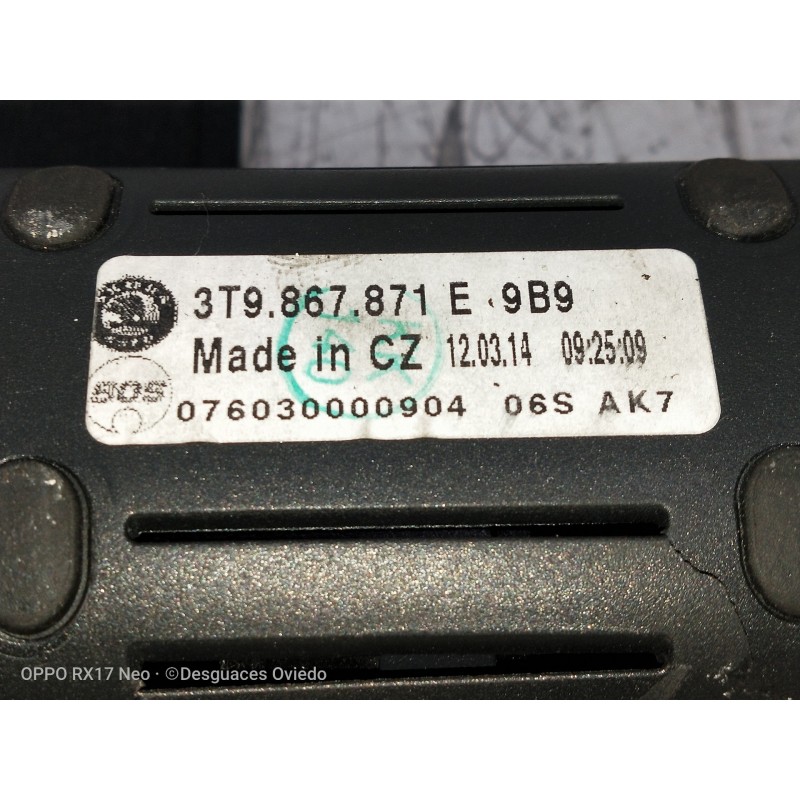 3T9.867.871 E 9B9
Made in CZ 12.03.14 09:25:09
BOS
076030000904 06S AK7
OPPO RX17 Neo · ©Desguaces Oviedo